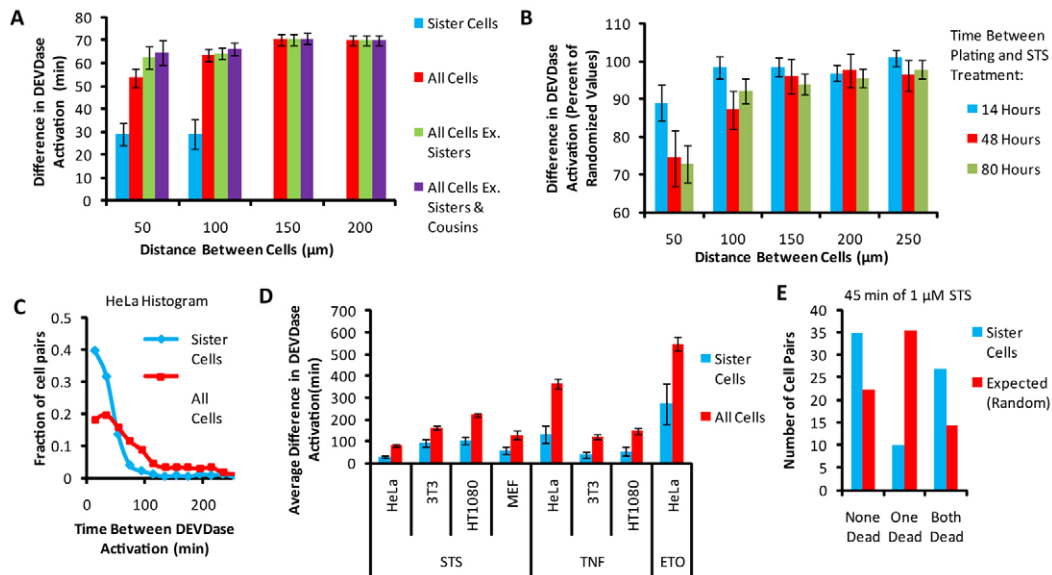 A
Difference in DEVDase
Activation (min)
80
70
60
50
40
30
20
10
0
50
100
150
200
Distance Between Cells (µm)
Sister Cells
All Cells
All Cells Ex.
Sisters
All Cells Ex.
Sisters &
Cousins
B
Difference in DEVDase
Activation (Percent of
Randomized Values)
110
100
90
80
70
60
50
100
150
200
250
Distance Between Cells (µm)
Time Between
Plating and STS
Treatment:
14 Hours
48 Hours
80 Hours
C
HeLa Histogram
Fraction of cell pairs
0.5
0.4
0.3
0.2
0.1
0
0
100
200
Time Between DEVDase
Activation (min)
Sister
Cells
All
Cells
D
Average Difference in DEVDase
Activation(min)
700
600
500
400
300
200
100
0
HeLa
3T3
HT1080
MEF
HeLa
3T3
HT1080
HeLa
STS
TNF
ETO
Sister
Cells
All Cells
E
45 min of 1 µM STS
Number of Cell Pairs
40
35
30
25
20
15
10
5
0
None
Dead
One
Dead
Both
Dead
Sister
Cells
Expected
(Random)